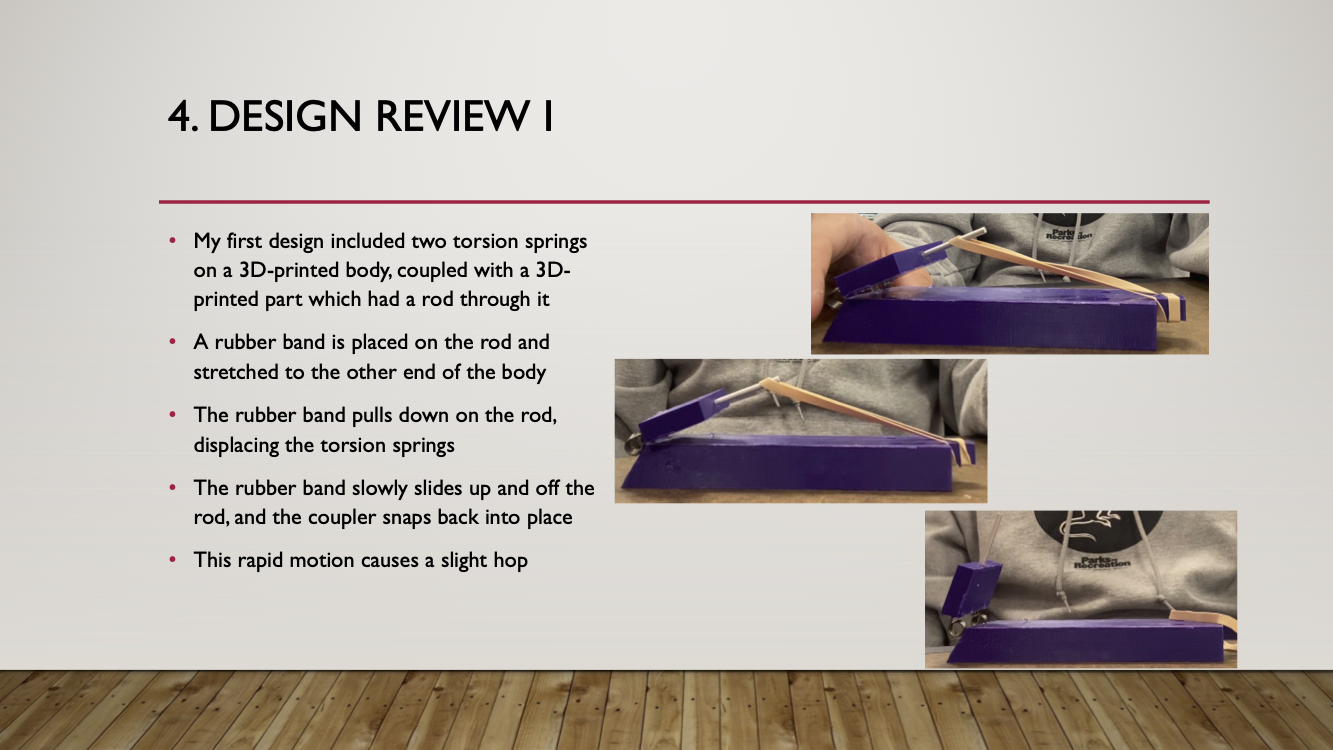 4. DESIGN REVIEW I
• My first design included two torsion springs
on a 3D-printed body, coupled with a 3D-
printed part which had a rod through it
• A rubber band is placed on the rod and
stretched to the other end of the body
• The rubber band pulls down on the rod,
displacing the torsion springs
• The rubber band slowly slides up and off the
rod, and the coupler snaps back into place
• This rapid motion causes a slight hop
Parks
Recreation
Parks
Recreation